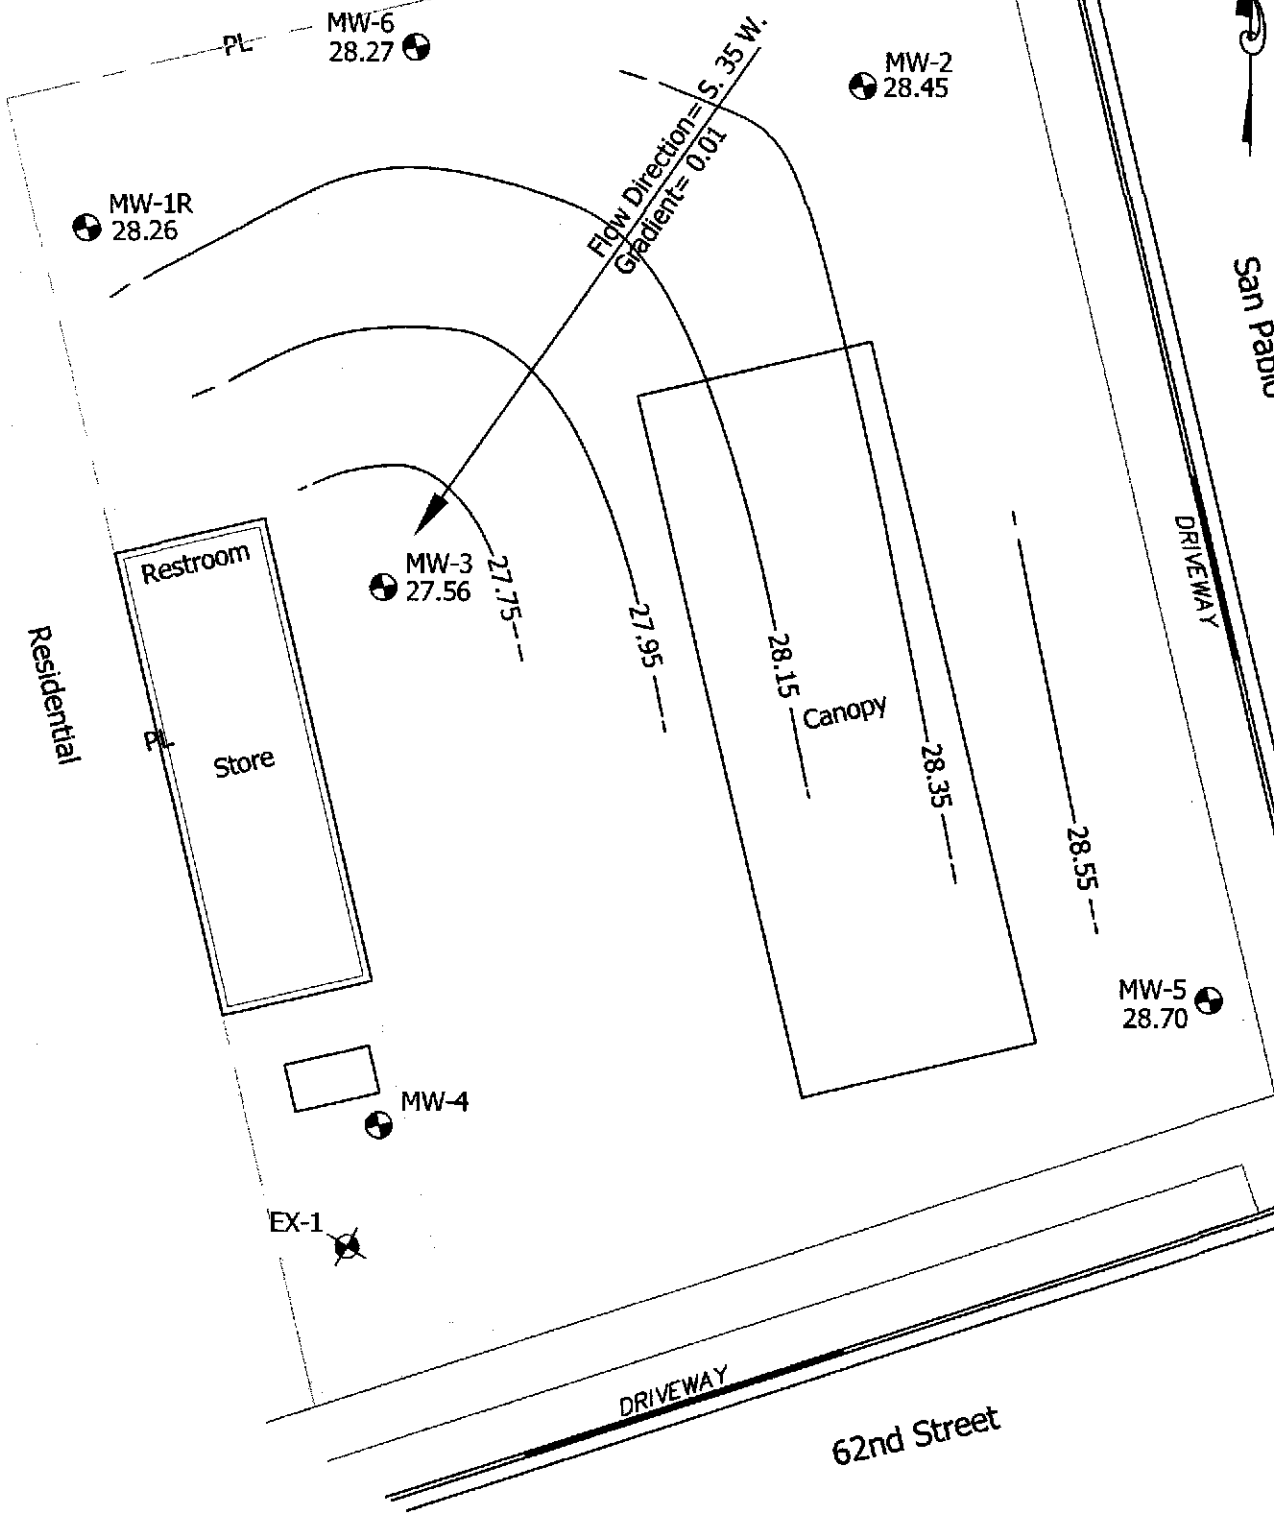 MW-6
28.27
PL
MW-2
28.45
Flow Direction= S. 35 W.
Gradient= 0.01
MW-1R
28.26
San Pablo
DRIVEWAY
Restroom
MW-3
27.56
27.75
27.95
28.15
28.35
28.55
Canopy
Residential
PL
Store
MW-5
28.70
MW-4
EX-1
DRIVEWAY
62nd Street